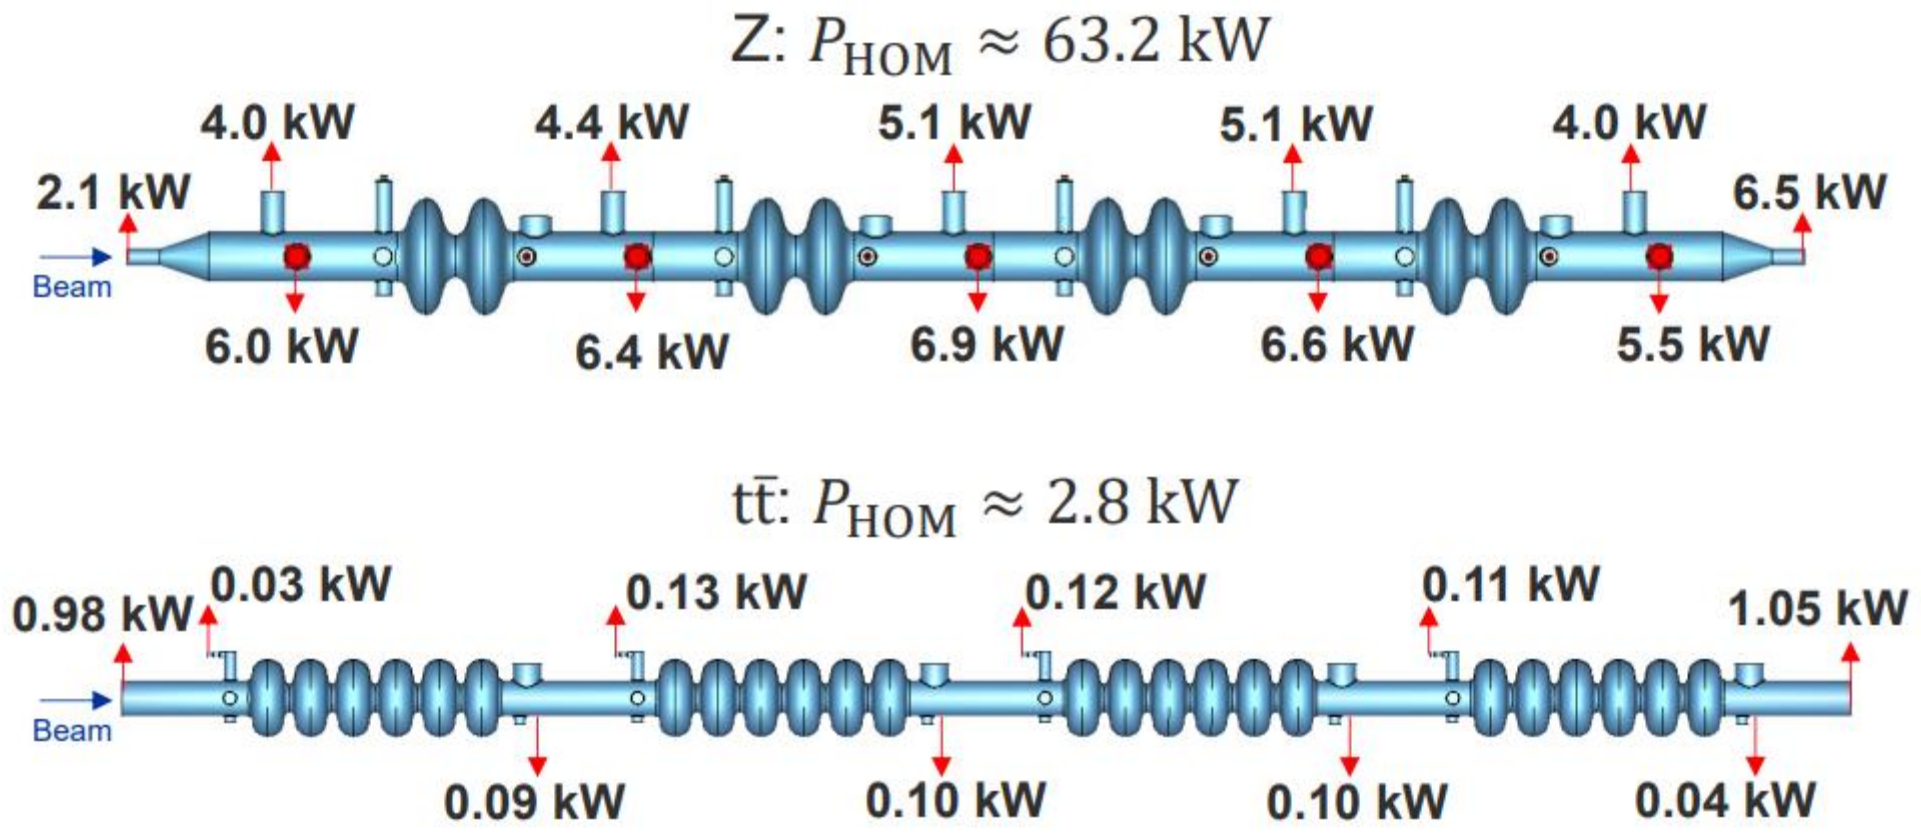 Z: P_HOM ≈ 63.2 kW
4.0 kW 4.4 kW 5.1 kW 5.1 kW 4.0 kW
2.1 kW 6.5 kW
Beam
6.0 kW 6.4 kW 6.9 kW 6.6 kW 5.5 kW
tt̄: P_HOM ≈ 2.8 kW
0.98 kW 0.03 kW 0.13 kW 0.12 kW 0.11 kW 1.05 kW
Beam
0.09 kW 0.10 kW 0.10 kW 0.04 kW